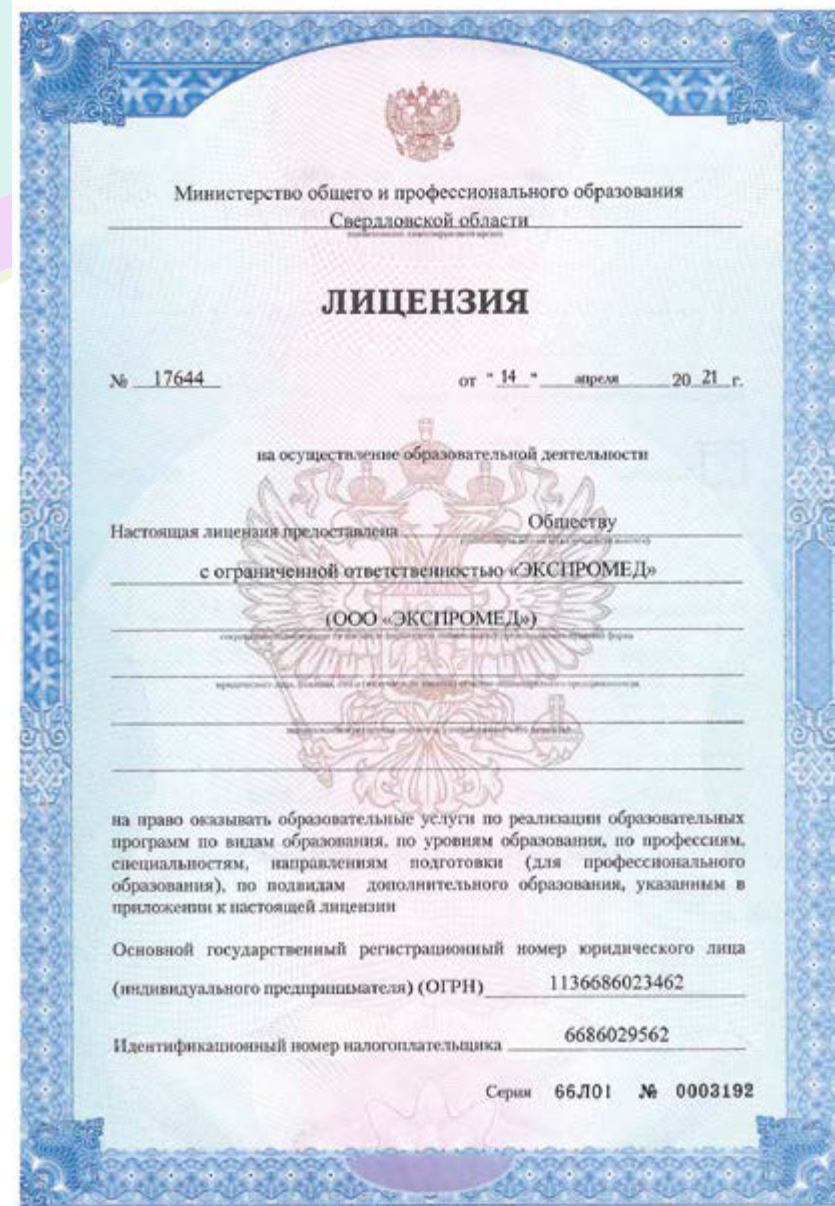 Министерство общего и профессионального образования
Свердловской области
ЛИЦЕНЗИЯ
№ 17644 от "14" апреля 20 21 г.
на осуществление образовательной деятельности
Настоящая лицензия предоставлена Обществу
с ограниченной ответственностью «ЭКСПРОМЕД»
(ООО «ЭКСПРОМЕД»)
на право оказывать образовательные услуги по реализации образовательных
программ по видам образования, по уровням образования, по профессиям,
специальностям, направлениям подготовки (для профессионального
образования), по подвидам дополнительного образования, указанным в
приложении к настоящей лицензии
Основной государственный регистрационный номер юридического лица
(индивидуального предпринимателя) (ОГРН) 1136686023462
Идентификационный номер налогоплательщика 6686029562
Серия 66Л01 № 0003192